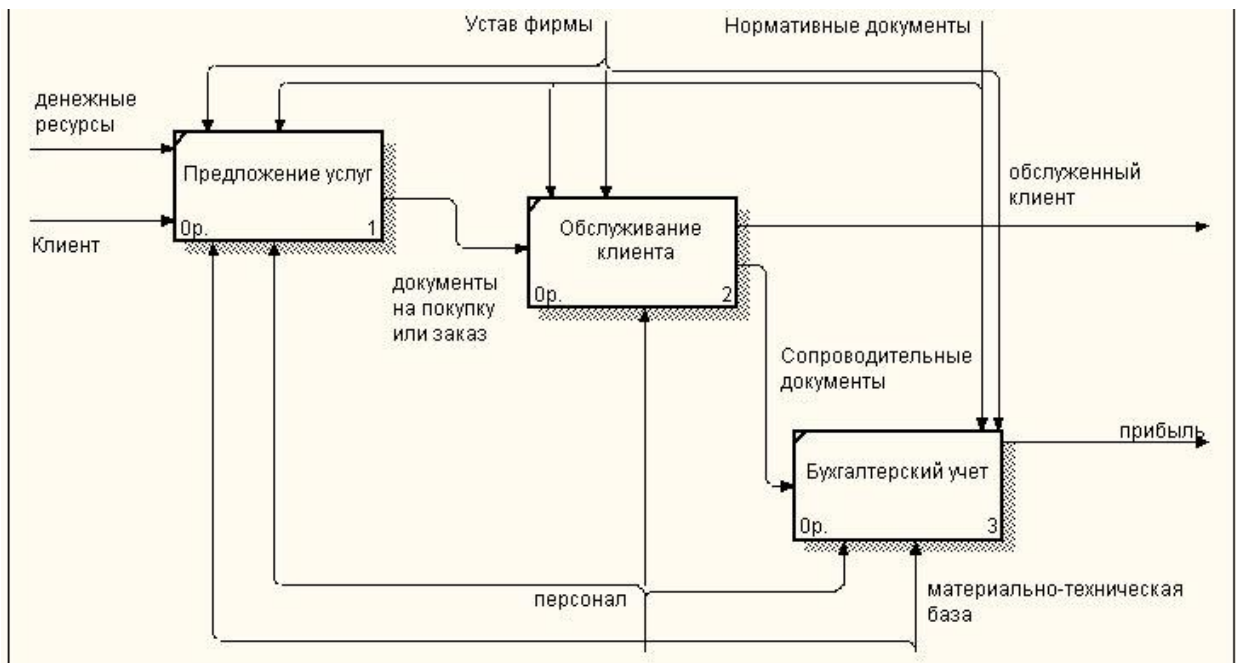 Устав фирмы
Нормативные документы
денежные
ресурсы
Предложение услуг
0р.
1
Клиент
обслуженный
клиент
Обслуживание
клиента
0р.
2
документы
на покупку
или заказ
Сопроводительные
документы
прибыль
Бухгалтерский учет
0р.
3
персонал
материально-техническая
база